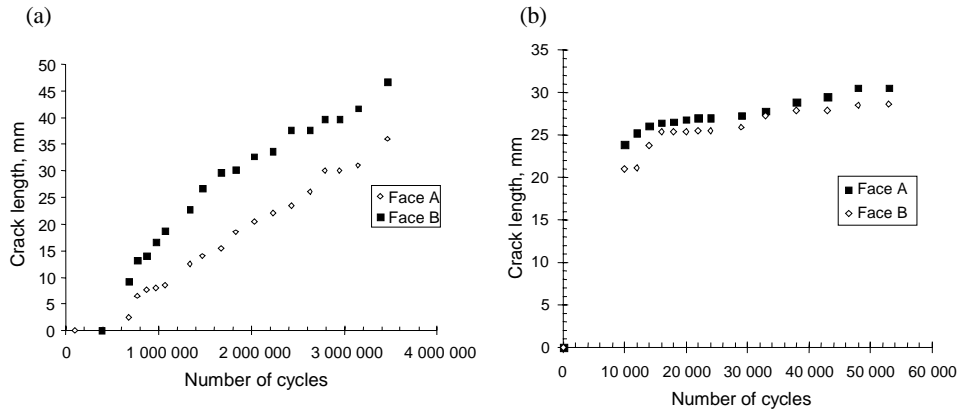 (a)
50
45
40
35
30
25
20
15
10
5
0
Crack length, mm
0 1 000 000 2 000 000 3 000 000 4 000 000
Number of cycles
Face A
Face B
(b)
35
30
25
20
15
10
5
0
Crack length, mm
0 10 000 20 000 30 000 40 000 50 000 60 000
Number of cycles
Face A
Face B